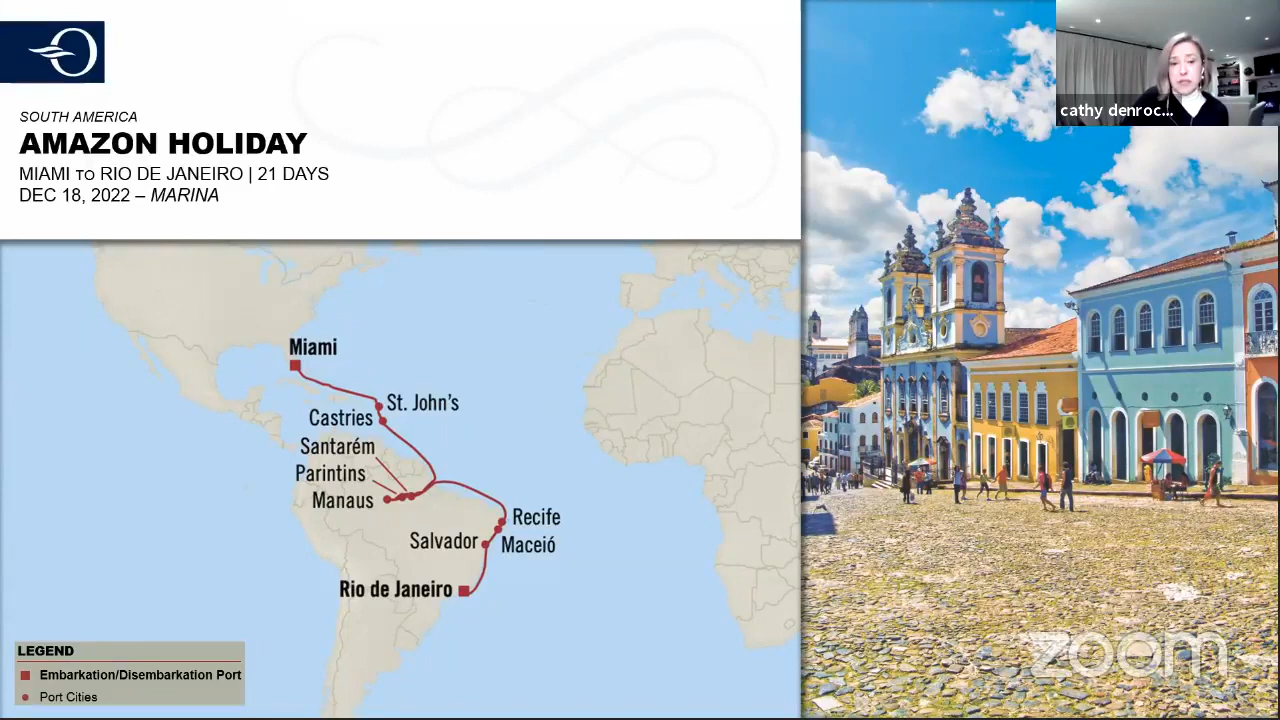 cathy denroc...
SOUTH AMERICA
AMAZON HOLIDAY
MIAMI TO RIO DE JANEIRO | 21 DAYS
DEC 18, 2022 – MARINA
Miami
St. John's
Castries
Santarém
Parintins
Manaus
Recife
Salvador
Maceió
Rio de Janeiro
LEGEND
Embarkation/Disembarkation Port
Port Cities
zoom